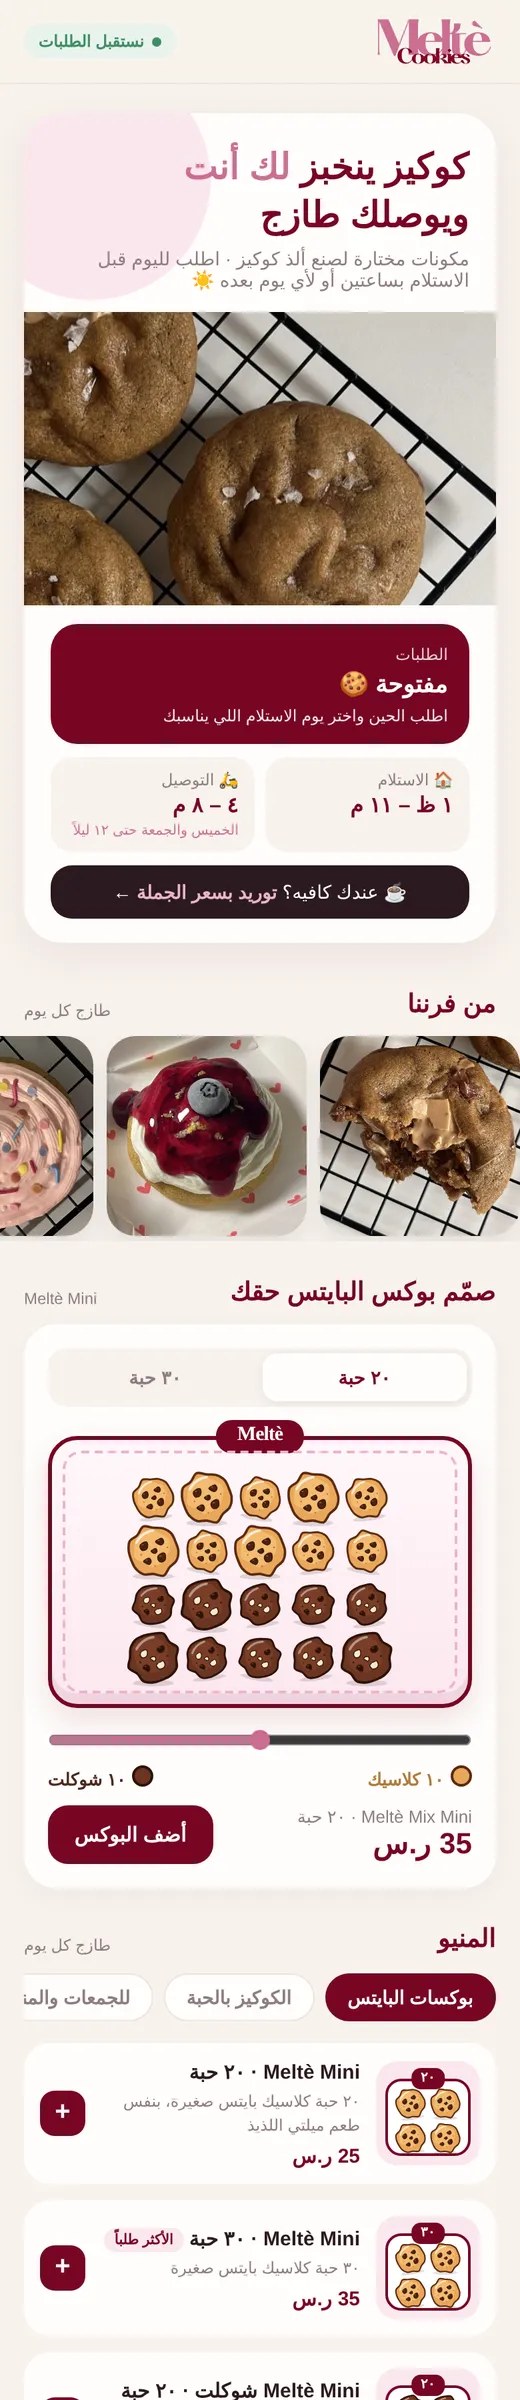 Meltè
Cookies
نستقبل الطلبات
كوكيز ينخبز لك أنت
ويوصلك طازج
مكونات مختارة لصنع ألذ كوكيز · اطلب لليوم قبل
الاستلام بساعتين أو لأي يوم بعده ☀️
الطلبات
مفتوحة 🍪
اطلب الحين واختر يوم الاستلام اللي يناسبك
🏠 الاستلام
١ ظ – ١١ م
🛵 التوصيل
٤ – ٨ م
الخميس والجمعة حتى ١٢ ليلاً
☕ عندك كافيه؟ توريد بسعر الجملة ←
من فرننا
طازج كل يوم
صمّم بوكس البايتس حقك
Meltè Mini
٢٠ حبة
٣٠ حبة
Meltè
١٠ كلاسيك
١٠ شوكلت
Meltè Mix Mini · ٢٠ حبة
35 ر.س
أضف البوكس
المنيو
طازج كل يوم
بوكسات البايتس
الكوكيز بالحبة
للجمعات والمن
٢٠
Meltè Mini · ٢٠ حبة
٢٠ حبة كلاسيك بايتس صغيرة، بنفس
طعم ميلتي اللذيذ
25 ر.س
+
٣٠
Meltè Mini · ٣٠ حبة
الأكثر طلباً
٣٠ حبة كلاسيك بايتس صغيرة
35 ر.س
+
٢٠
Meltè Mini شوكلت · ٢٠ حبة